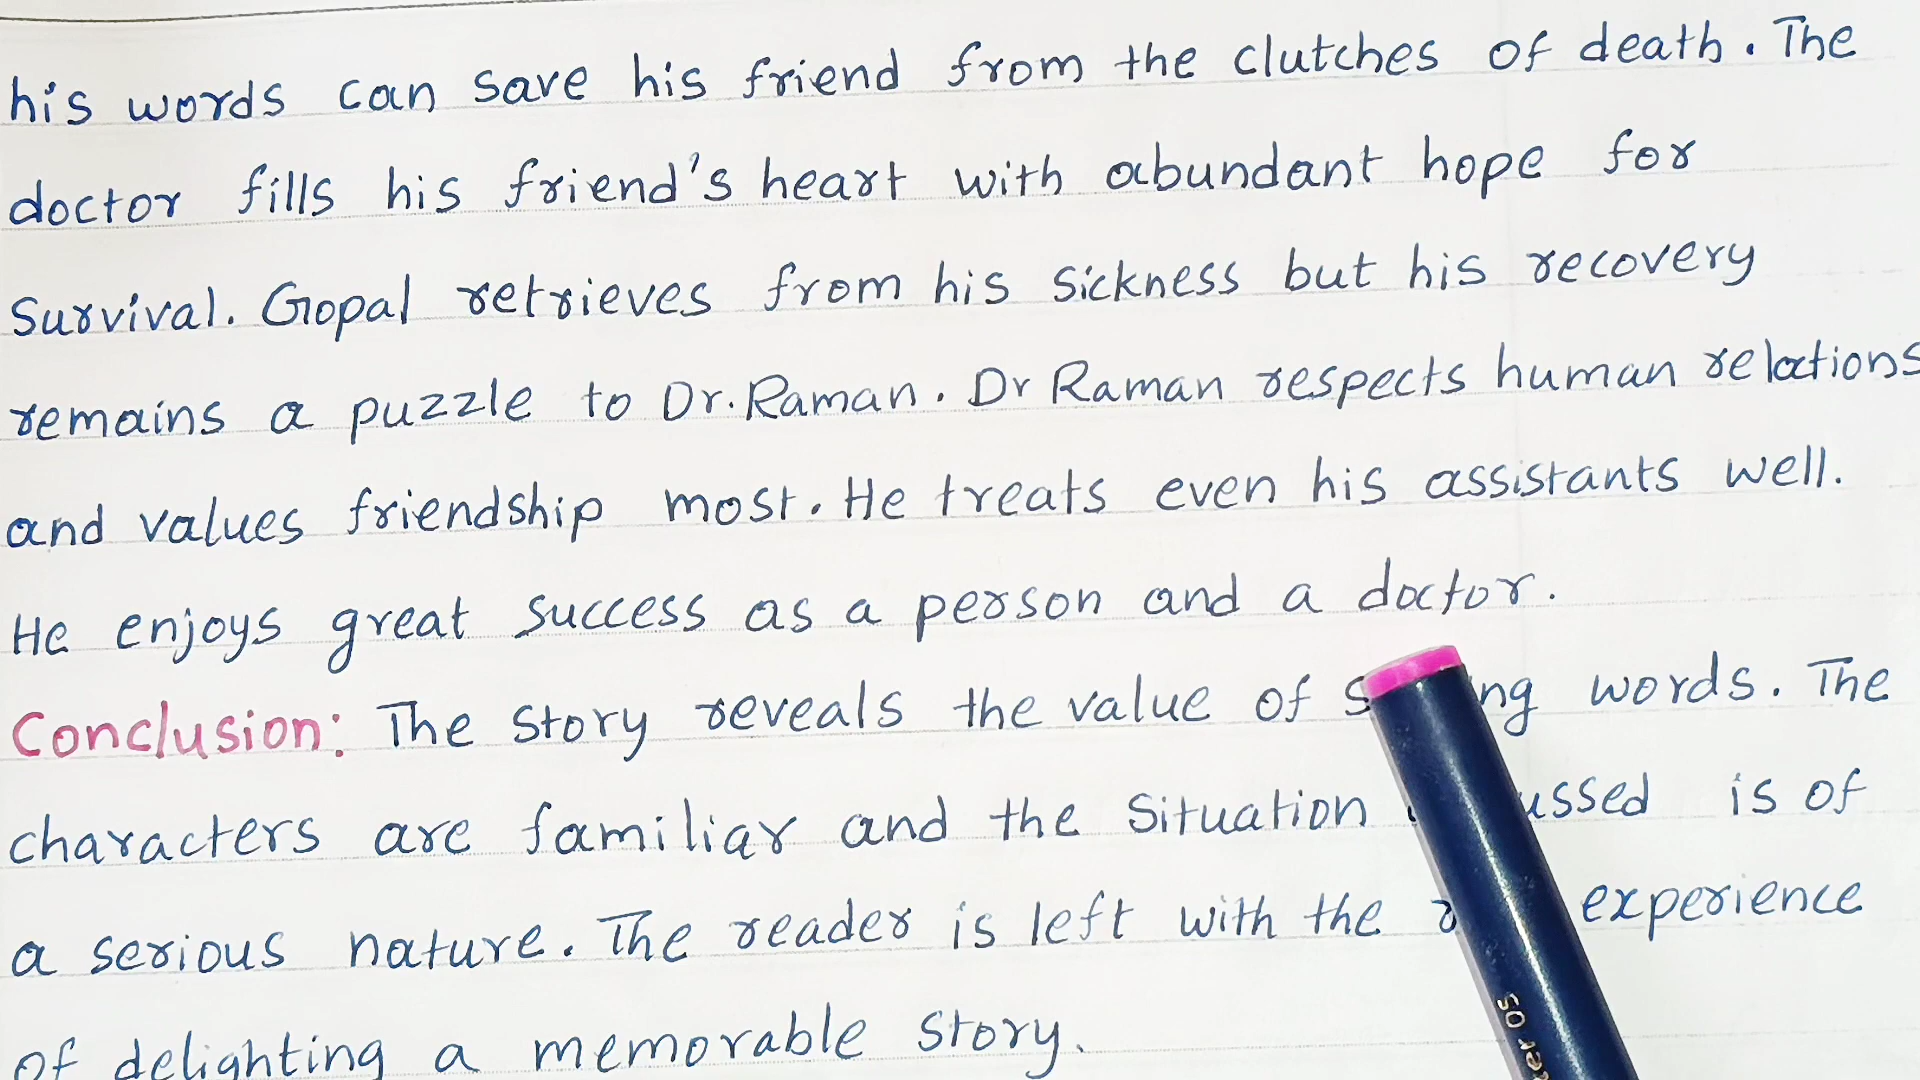 his words can save his friend from the clutches of death. The
doctor fills his friend's heart with abundant hope for
Survival. Gopal retrieves from his sickness but his recovery
remains a puzzle to Dr. Raman. Dr Raman respects human relations
and values friendship most. He treats even his assistants well.
He enjoys great success as a person and a doctor.
Conclusion: The story reveals the value of words. The
characters are familiar and the situation is of
a serious nature. The reader is left with the experience
of delighting a memorable story.